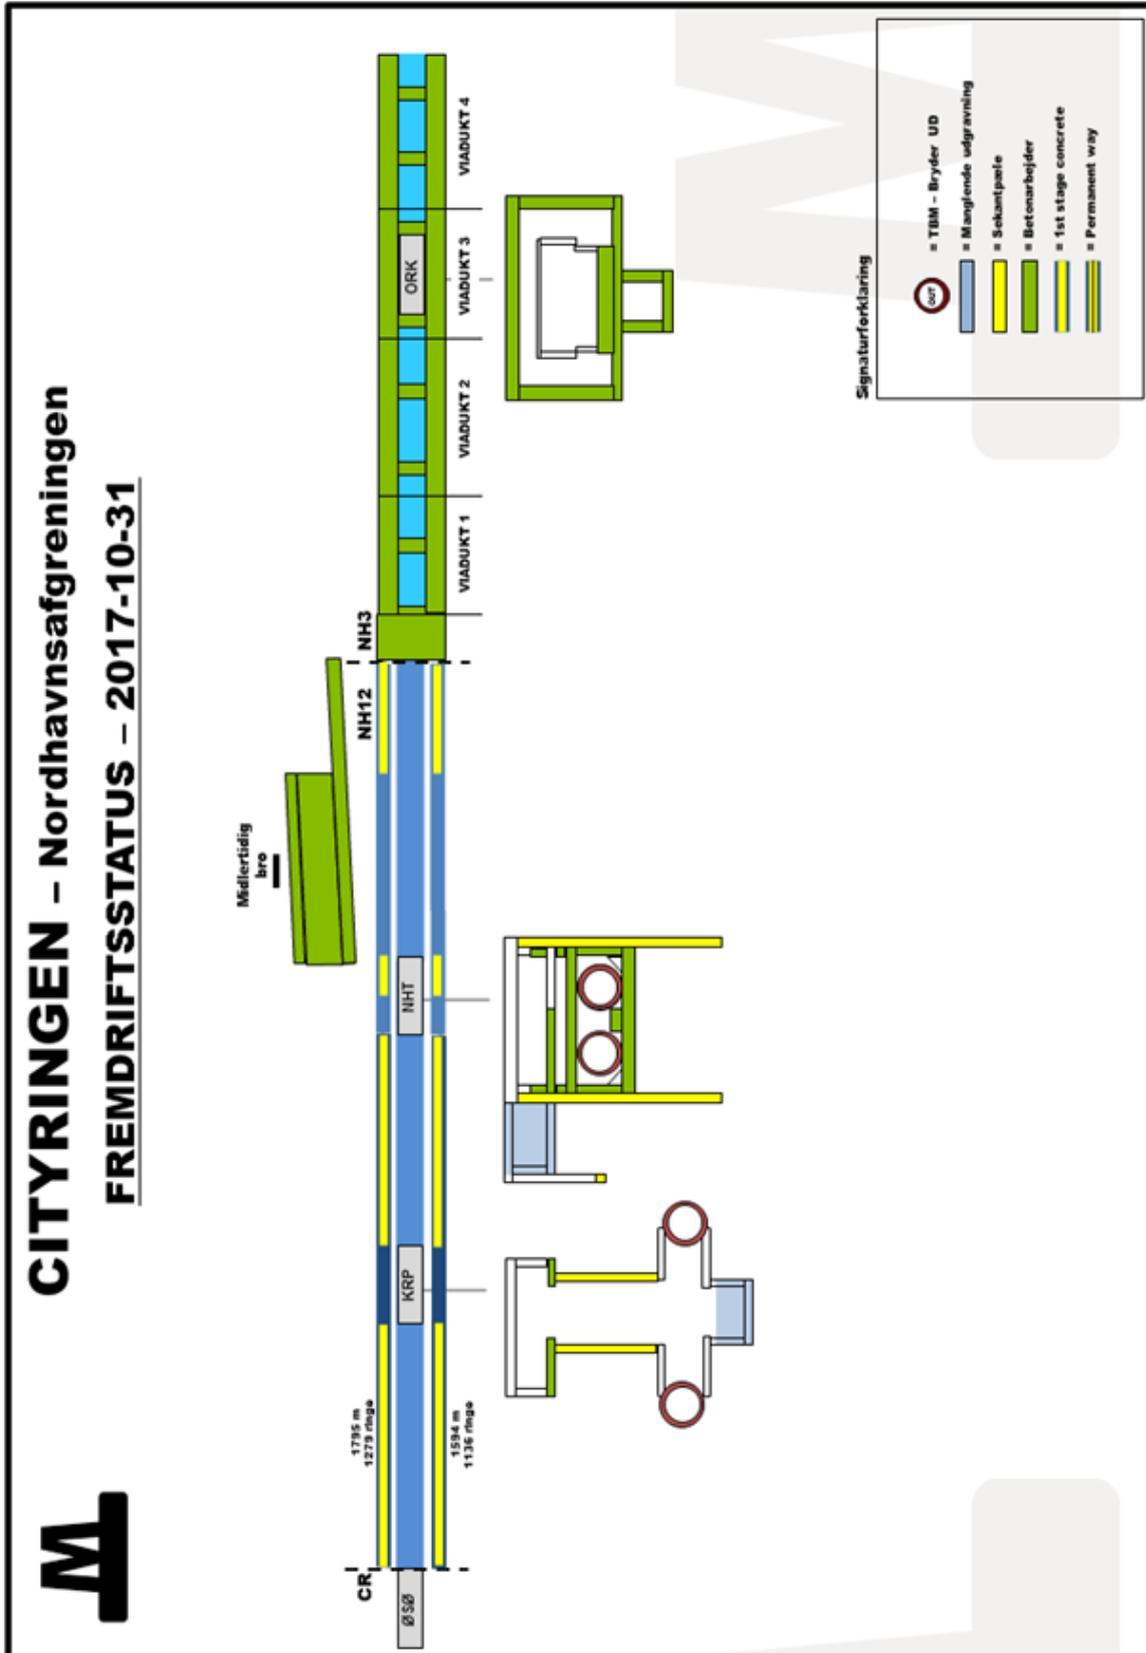 M
CITYRINGEN – Nordhavnsafgreningen
FREMDRIFTSSTATUS – 2017-10-31
Midlertidig
bro
CR
NH12
NH3
1795 m
1279 ringe
ØSØ
KRP
NHT
ORK
1594 m
1136 ringe
VIADUKT 1
VIADUKT 2
VIADUKT 3
VIADUKT 4
Signaturforklaring
OUT
= TBM – Bryder UD
= Manglende udgravning
= Sekantpæle
= Betonarbejder
= 1st stage concrete
= Permanent way